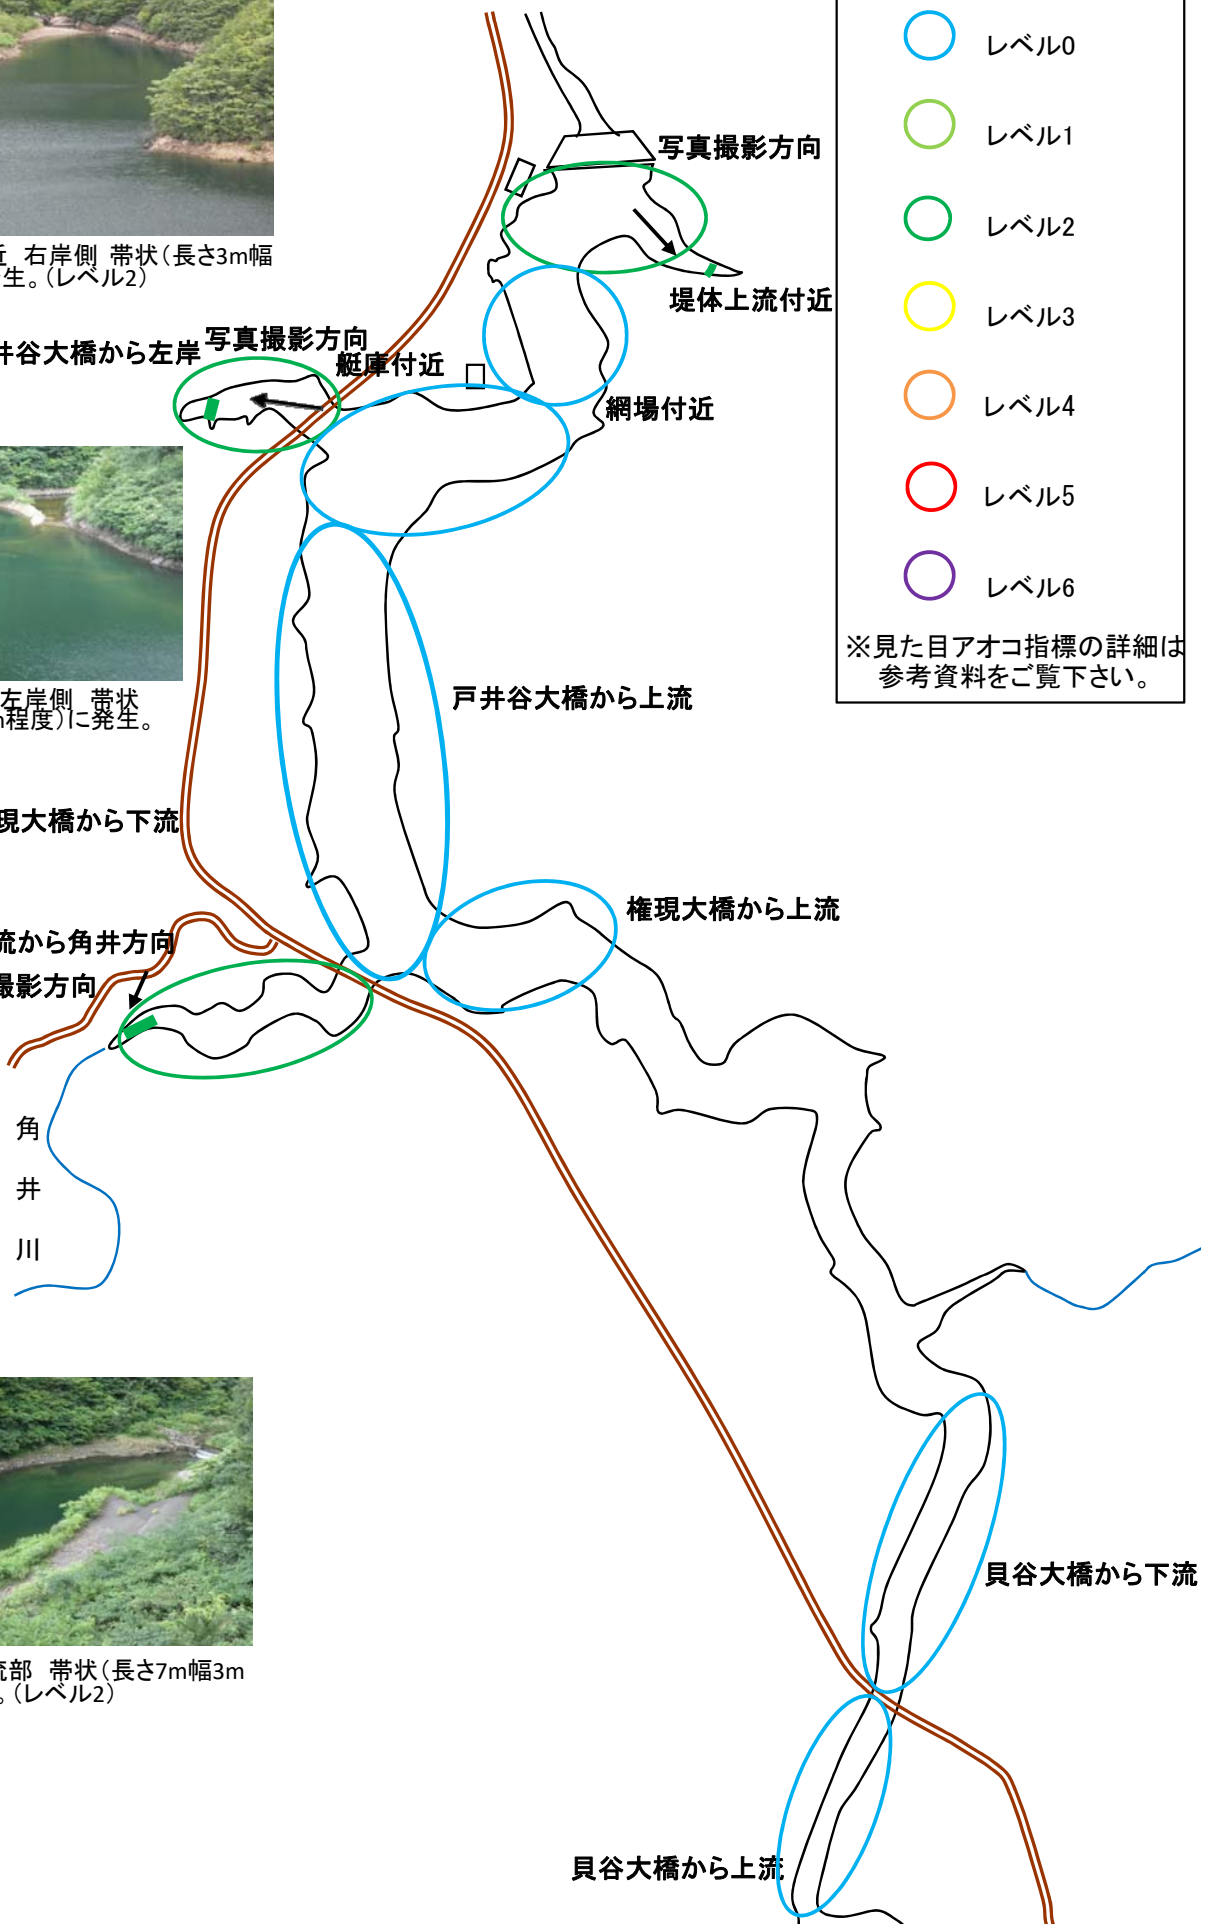 レベル0
レベル1
レベル2
レベル3
レベル4
レベル5
レベル6
※見た目アオコ指標の詳細は
参考資料をご覧下さい。
写真撮影方向
堤体上流付近
近 右岸側 帯状（長さ3m幅
生。（レベル2）
井谷大橋から左岸
写真撮影方向
艇庫付近
網場付近
左岸側 帯状
m程度）に発生。
戸井谷大橋から上流
現大橋から下流
権現大橋から上流
流から角井方向
撮影方向
角
井
川
貝谷大橋から下流
流部 帯状（長さ7m幅3m
。（レベル2）
貝谷大橋から上流